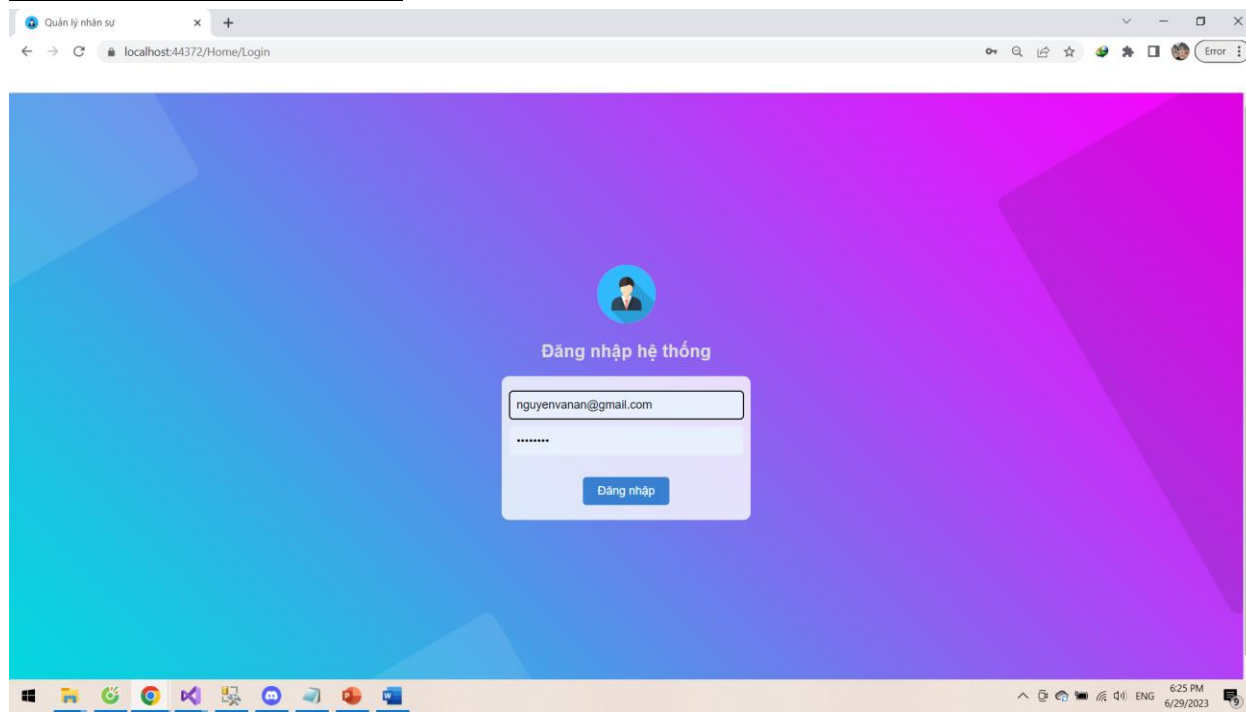 Quản lý nhân sự
localhost:44372/Home/Login
Error
Đăng nhập hệ thống
nguyenvanan@gmail.com
••••••••
Đăng nhập
ENG
6:25 PM
6/29/2023